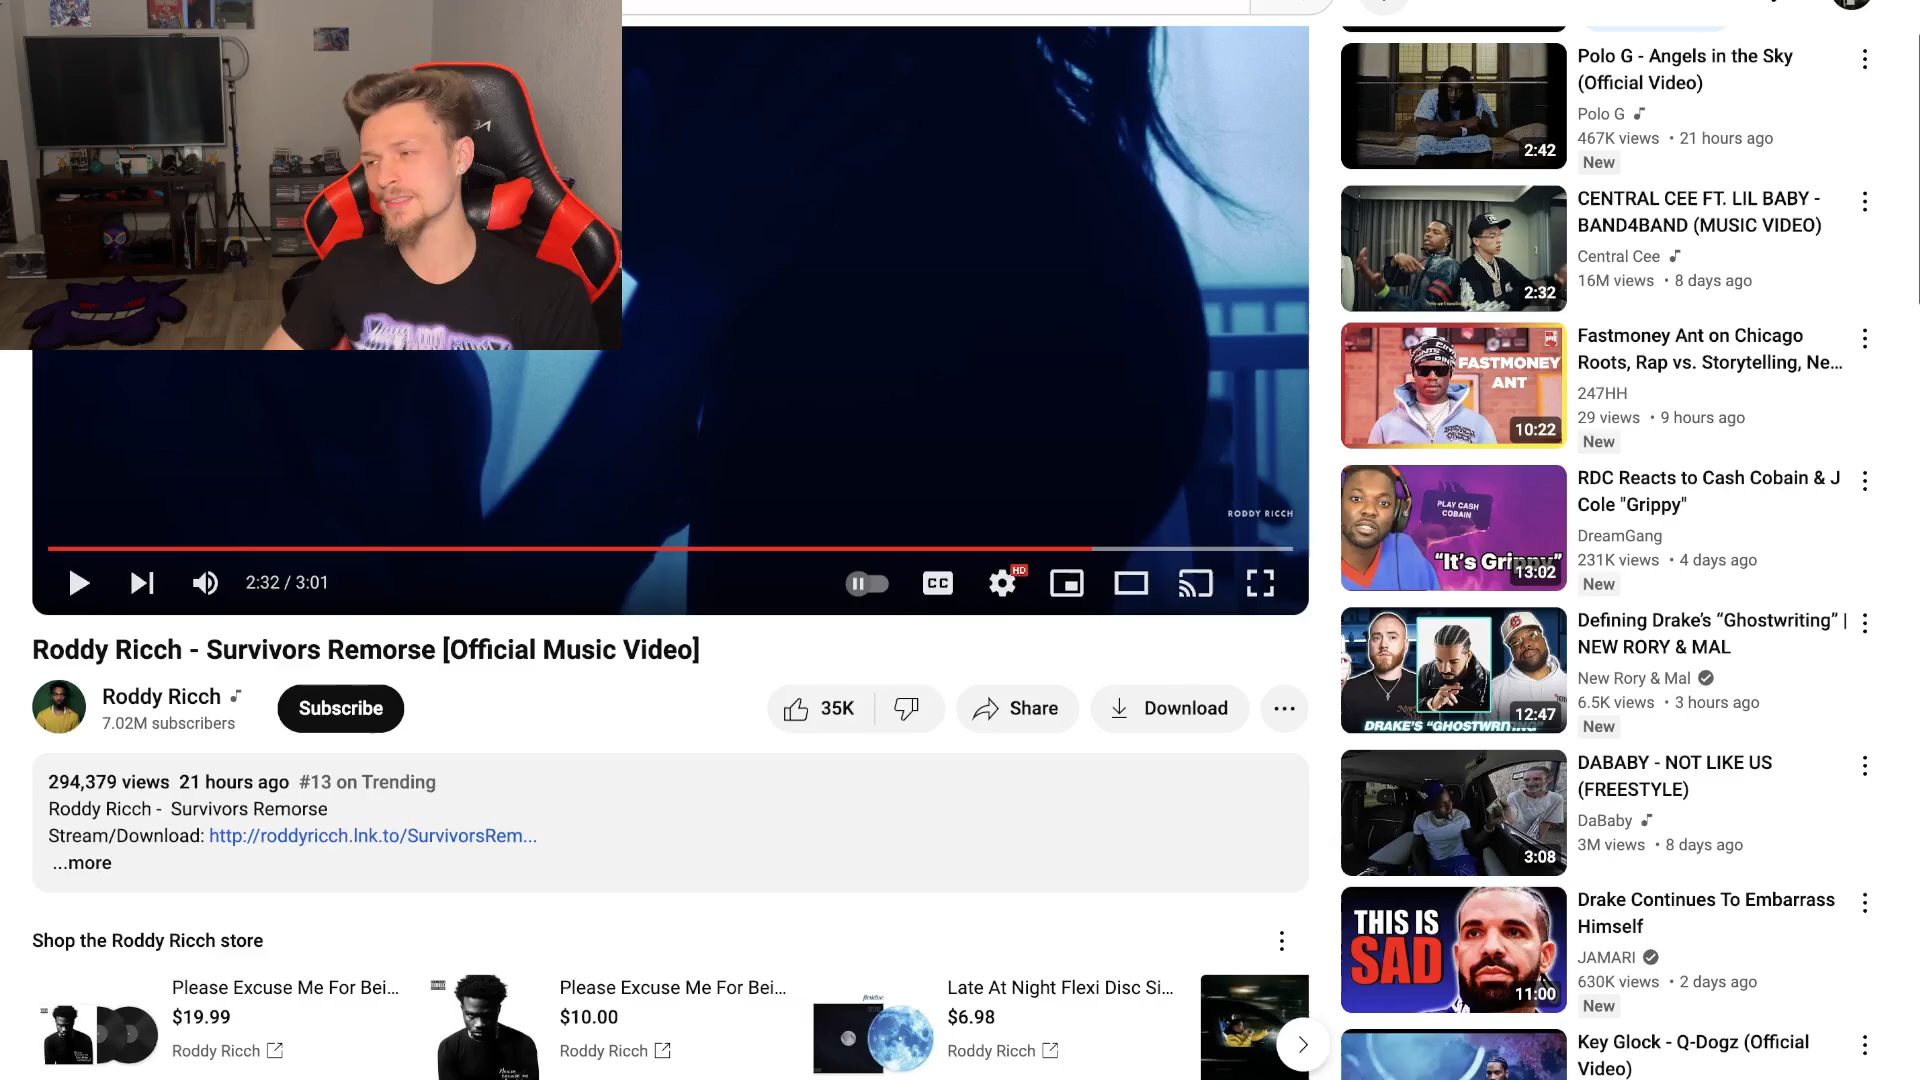 RODDY RICCH
2:32 / 3:01
CC
HD
Roddy Ricch - Survivors Remorse [Official Music Video]
Roddy Ricch
7.02M subscribers
Subscribe
35K
Share
Download
294,379 views 21 hours ago #13 on Trending
Roddy Ricch - Survivors Remorse
Stream/Download: http://roddyricch.lnk.to/SurvivorsRem...
...more
Shop the Roddy Ricch store
Please Excuse Me For Bei...
$19.99
Roddy Ricch
Please Excuse Me For Bei...
$10.00
Roddy Ricch
Late At Night Flexi Disc Si...
$6.98
Roddy Ricch
2:42
Polo G - Angels in the Sky
(Official Video)
Polo G
467K views • 21 hours ago
New
2:32
CENTRAL CEE FT. LIL BABY -
BAND4BAND (MUSIC VIDEO)
Central Cee
16M views • 8 days ago
FASTMONEY
ANT
10:22
Fastmoney Ant on Chicago
Roots, Rap vs. Storytelling, Ne...
247HH
29 views • 9 hours ago
New
PLAY CASH
COBAIN
"It's Grippy"
13:02
RDC Reacts to Cash Cobain & J
Cole "Grippy"
DreamGang
231K views • 4 days ago
New
DRAKE'S "GHOSTWRITING"
12:47
Defining Drake's “Ghostwriting” |
NEW RORY & MAL
New Rory & Mal
6.5K views • 3 hours ago
New
3:08
DABABY - NOT LIKE US
(FREESTYLE)
DaBaby
3M views • 8 days ago
THIS IS
SAD
11:00
Drake Continues To Embarrass
Himself
JAMARI
630K views • 2 days ago
New
Key Glock - Q-Dogz (Official
Video)